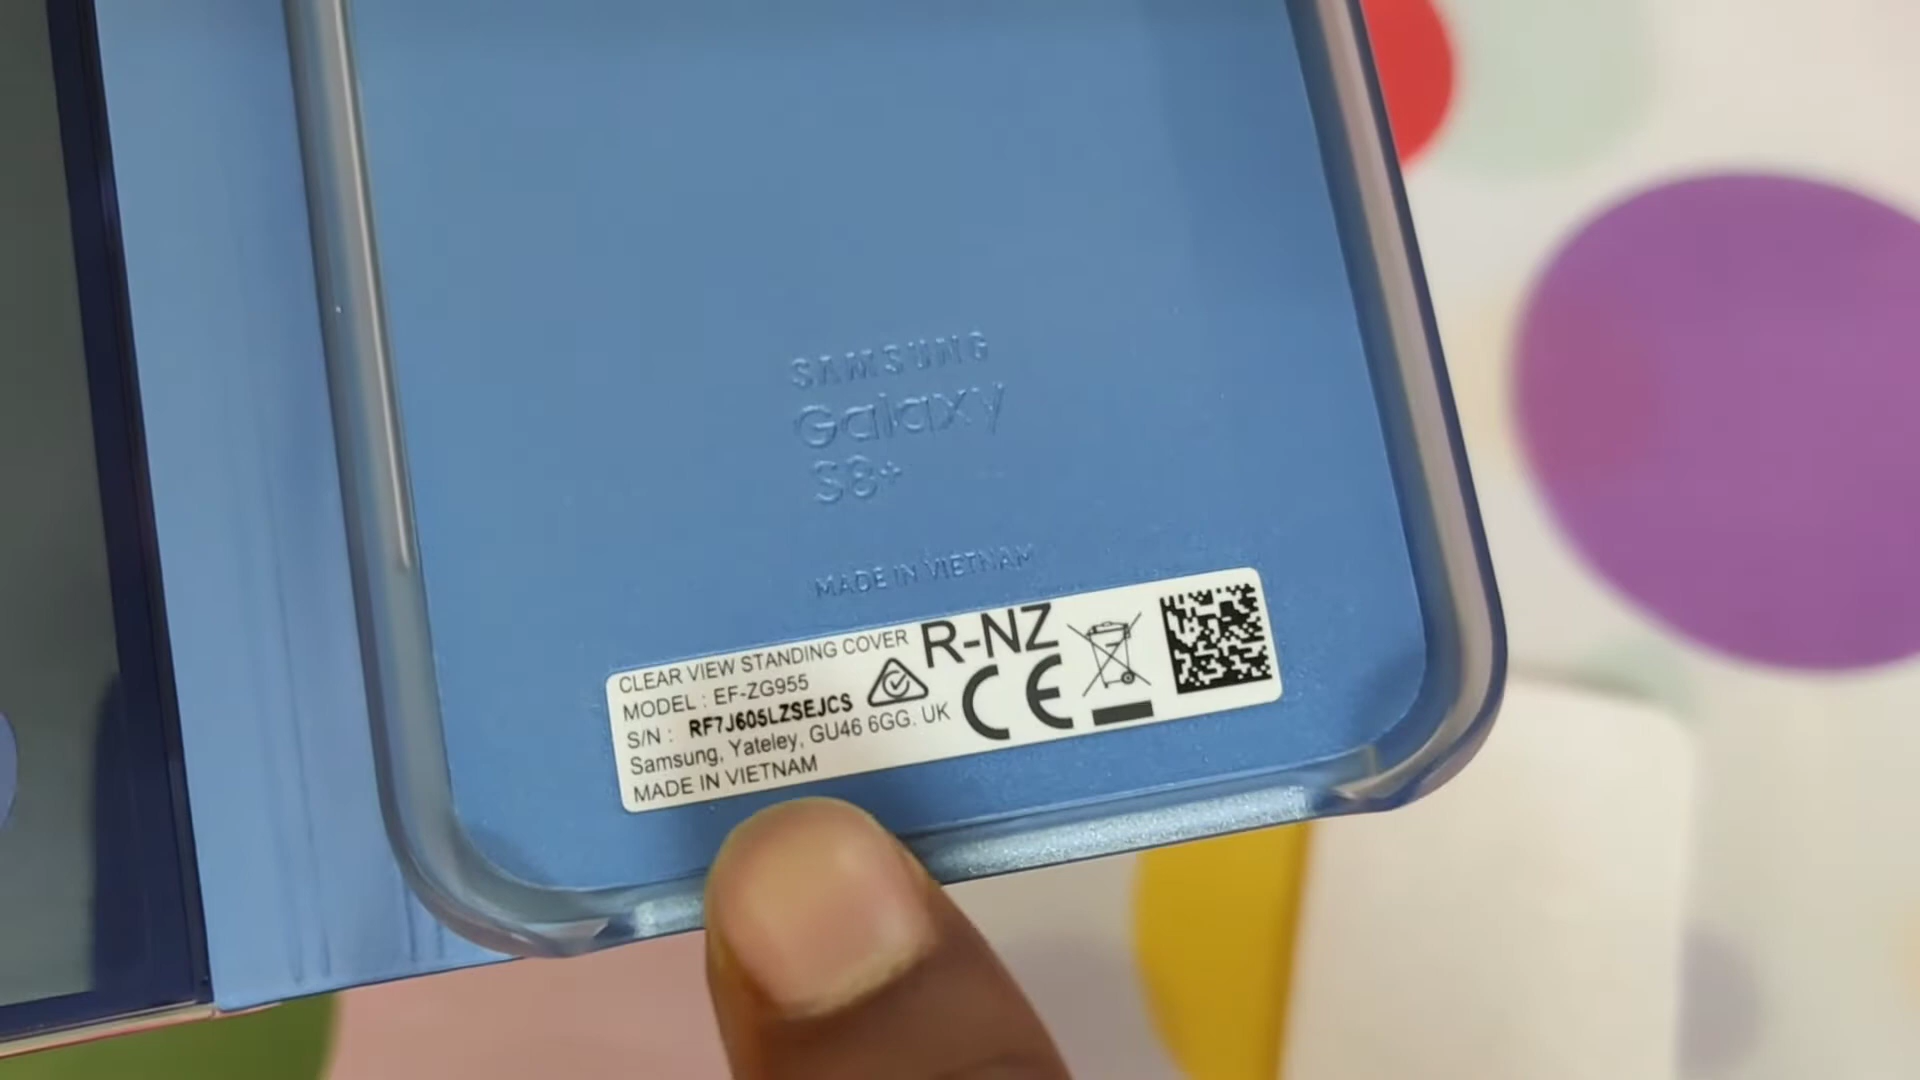 SAMSUNG
Galaxy
S8+
MADE IN VIETNAM
CLEAR VIEW STANDING COVER
MODEL : EF-ZG955
S/N : RF7J605LZSEJCS
Samsung, Yateley, GU46 6GG. UK
MADE IN VIETNAM
R-NZ
CE